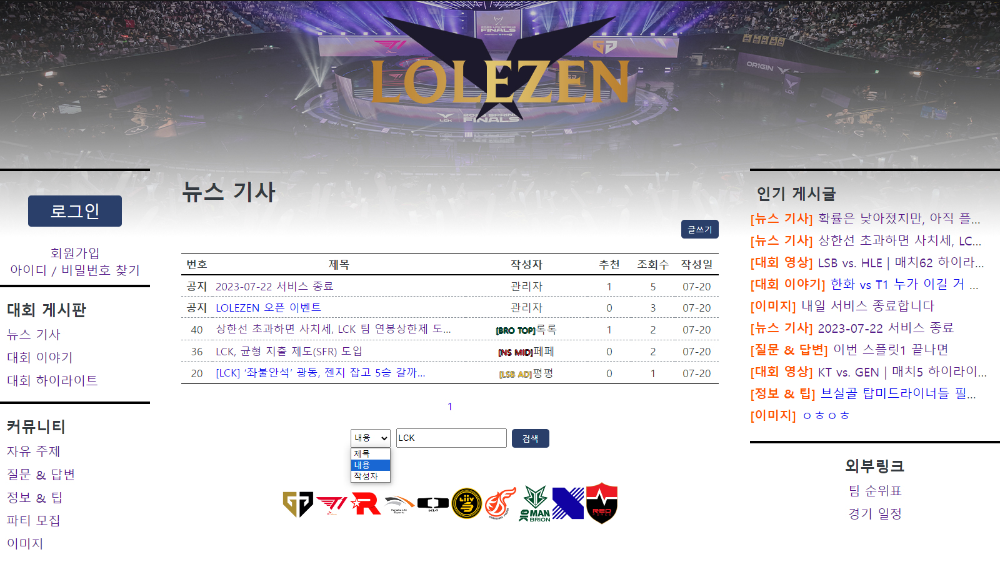 FINALS
LOLEZEN
OR1GIN
LCK
LCK
2023 SPRING
FINALS
로그인
회원가입
아이디 / 비밀번호 찾기
대회 게시판
뉴스 기사
대회 이야기
대회 하이라이트
커뮤니티
자유 주제
질문 & 답변
정보 & 팁
파티 모집
이미지
뉴스 기사
글쓰기
번호 제목 작성자 추천 조회수 작성일
공지 2023-07-22 서비스 종료 관리자 1 5 07-20
공지 LOLEZEN 오픈 이벤트 관리자 0 3 07-20
40 상한선 초과하면 사치세, LCK 팀 연봉상한제 도... [BRO TOP]록록 1 2 07-20
36 LCK, 균형 지출 제도(SFR) 도입 [NS MID]페페 0 2 07-20
20 [LCK] ‘좌불안석’ 광동, 젠지 잡고 5승 갈까... [LSB AD]평평 0 1 07-20
1
내용 LCK 검색
제목
내용
작성자
Hanwha Life
Esports
KIA
Liiv
MAN
BRION
RED
인기 게시글
[뉴스 기사] 확률은 낮아졌지만, 아직 플...
[뉴스 기사] 상한선 초과하면 사치세, LC...
[대회 영상] LSB vs. HLE | 매치62 하이라...
[대회 이야기] 한화 vs T1 누가 이길 거 ...
[이미지] 내일 서비스 종료합니다
[뉴스 기사] 2023-07-22 서비스 종료
[질문 & 답변] 이번 스플릿1 끝나면
[대회 영상] KT vs. GEN | 매치5 하이라이...
[정보 & 팁] 브실골 탑미드라이너들 필...
[이미지] ㅇㅎㅇㅎ
외부링크
팀 순위표
경기 일정